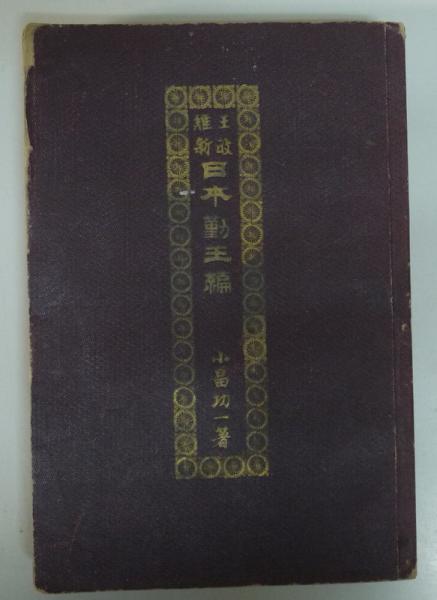 王政
維新
日本勤王編
小畠功一著